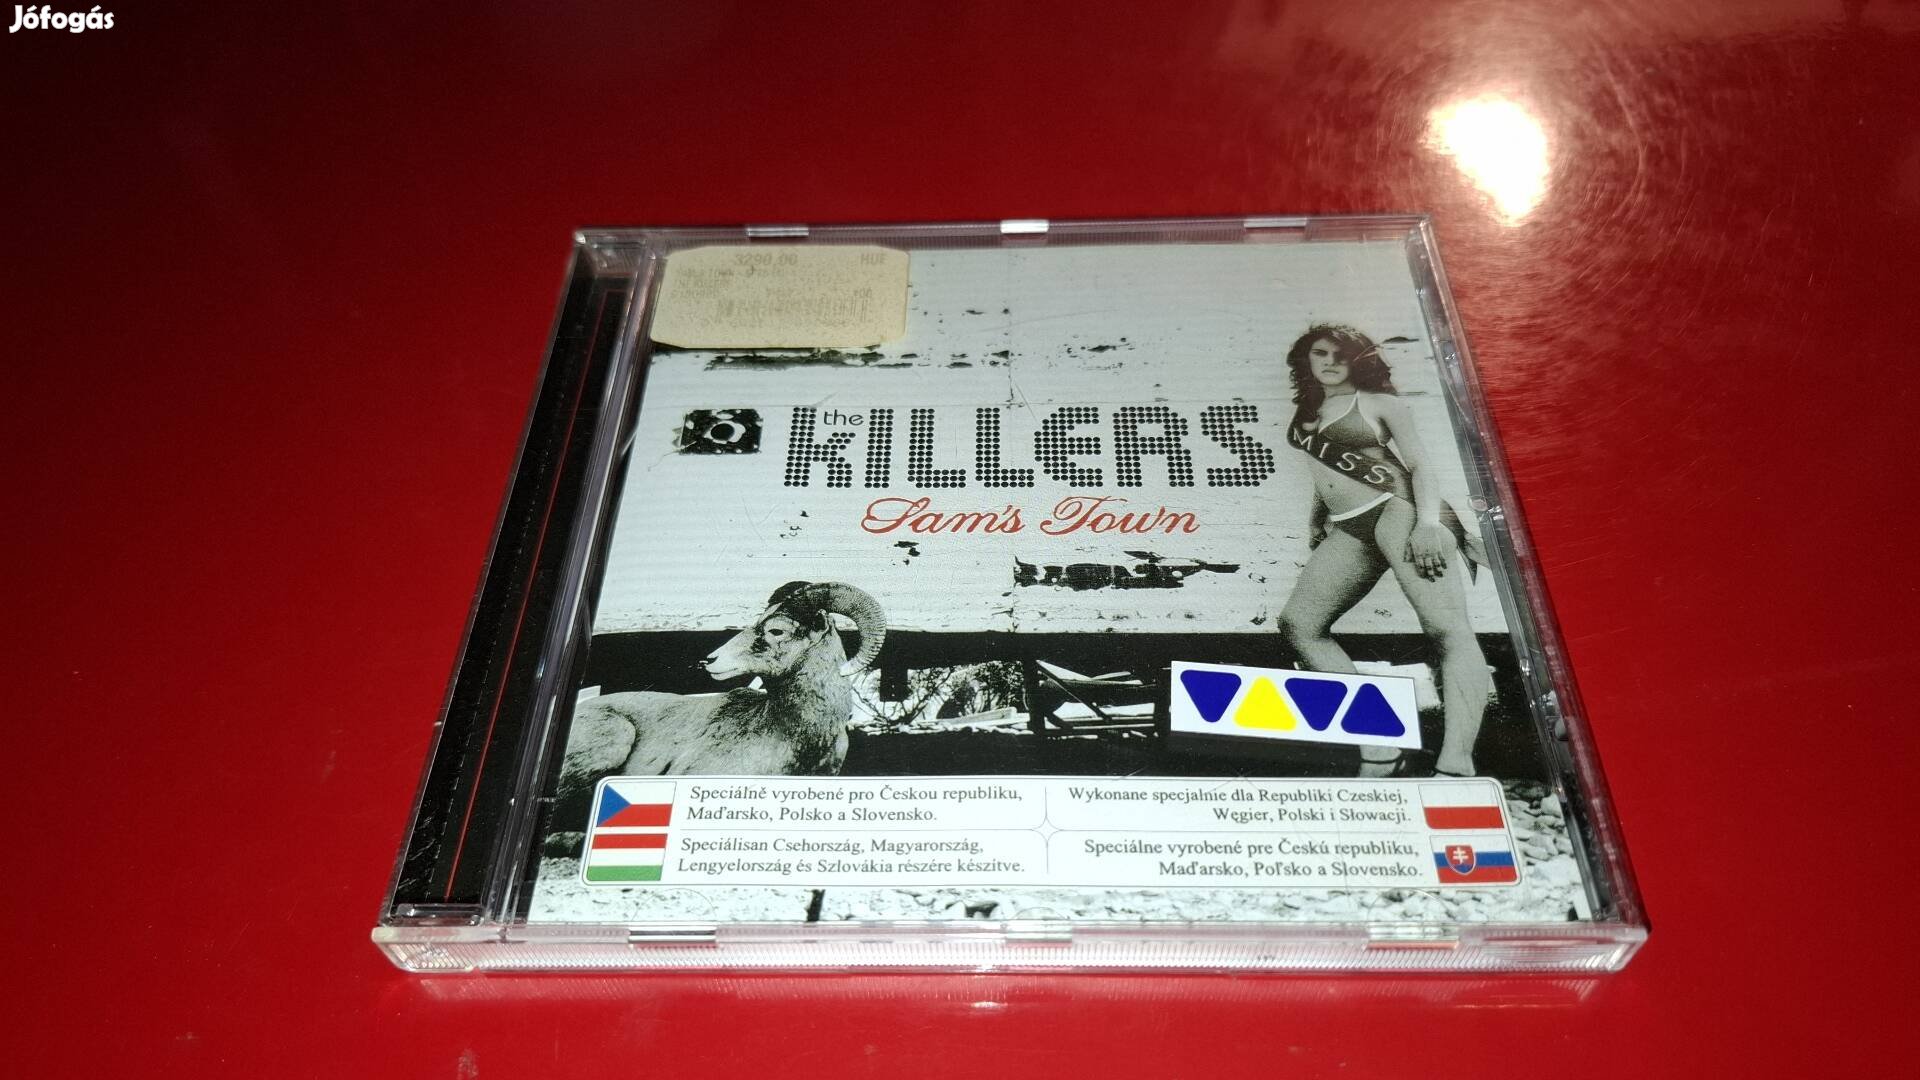 Jófogás
3290,00 HUF
the
KILLERS
Sam's Town
MISS
VIVA
Speciálně vyrobené pro Českou republiku,
Maďarsko, Polsko a Slovensko.
Wykonane specjalnie dla Republiki Czeskiej,
Węgier, Polski i Słowacji.
Speciálisan Csehország, Magyarország,
Lengyelország és Szlovákia részére készítve.
Speciálne vyrobené pre Českú republiku,
Maďarsko, Poľsko a Slovensko.